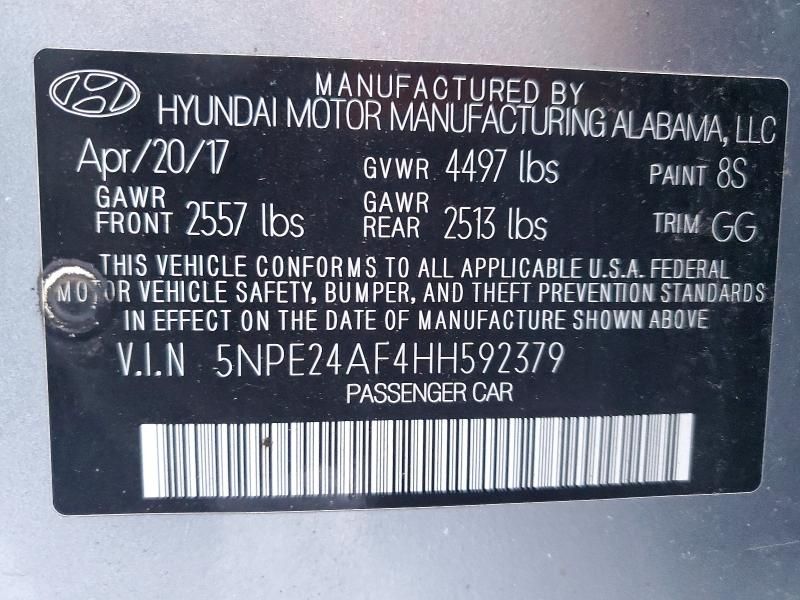 MANUFACTURED BY
HYUNDAI MOTOR MANUFACTURING ALABAMA, LLC
Apr/20/17 GVWR 4497 lbs PAINT 8S
GAWR FRONT 2557 lbs GAWR REAR 2513 lbs TRIM GG
THIS VEHICLE CONFORMS TO ALL APPLICABLE U.S.A. FEDERAL
MOTOR VEHICLE SAFETY, BUMPER, AND THEFT PREVENTION STANDARDS
IN EFFECT ON THE DATE OF MANUFACTURE SHOWN ABOVE
V.I.N 5NPE24AF4HH592379
PASSENGER CAR